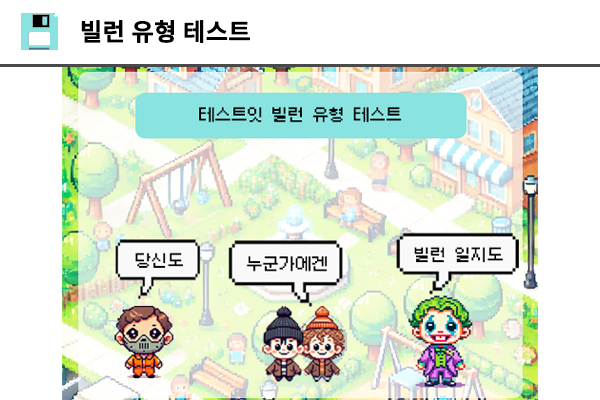 빌런 유형 테스트
테스트잇 빌런 유형 테스트
당신도
누군가에겐
빌런 일지도